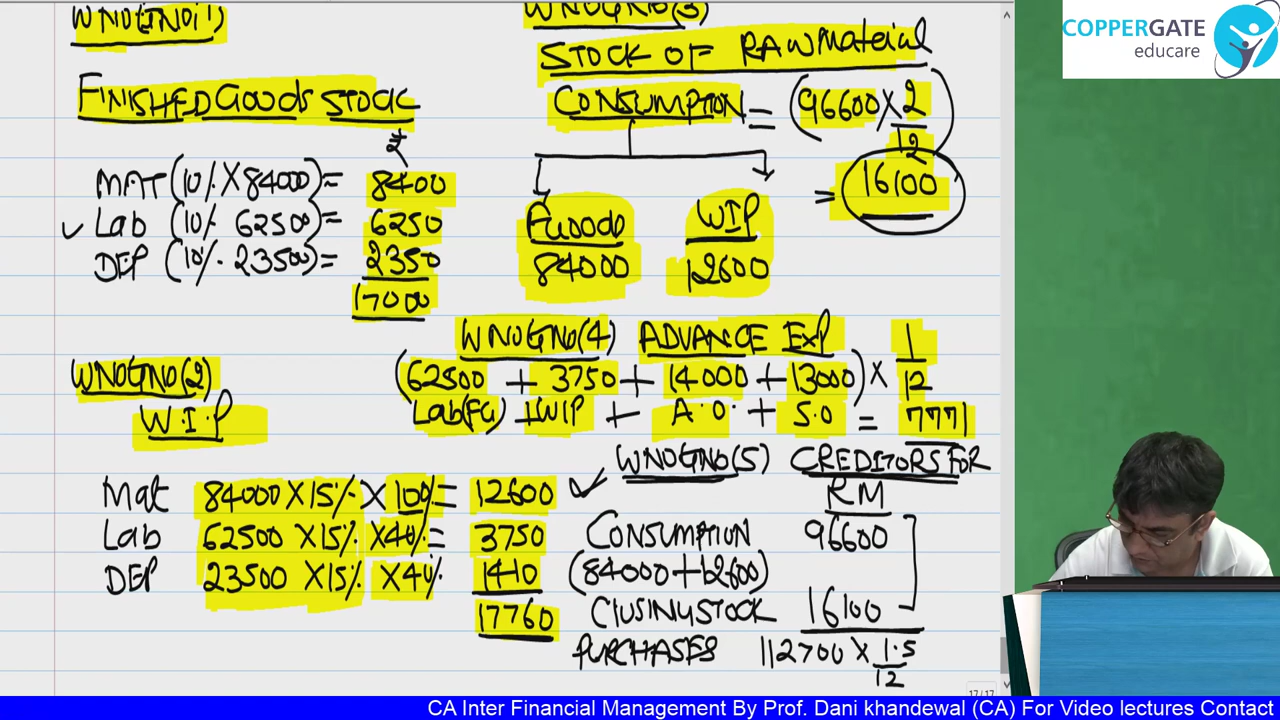 WNOGNO(1)
FINISHED GOODS STOCK
₹
MAT (10% X 84000) = 8400
✓ Lab (10% 62500) = 6250
DEP (10% 23500) = 2350
17000
WNOGNO(2)
W.I.P
Mat 84000 X 15% X 100% = 12600
Lab 62500 X 15% X 40% = 3750
DEP 23500 X 15% X 40% 1410
17760
WNOGNO(3)
STOCK OF RAW Material
CONSUMPTION = (96600 X 2/12)
= 16100
WIP
84000 12600
WNOGNO(4) ADVANCE EXP
(62500 + 3750 + 14000 + 13000) X 1/12
Lab(FG) + WIP + A.O. + S.O = 7771
✓ WNOGNO(5) CREDITORS FOR
RM
CONSUMPTION 96600
(84000 + 12600)
CLUSING STOCK 16100
PURCHASES 112700 X 1.5/12
17/17
COPPERGATE
educare
CA Inter Financial Management By Prof. Dani khandewal (CA) For Video lectures Contact